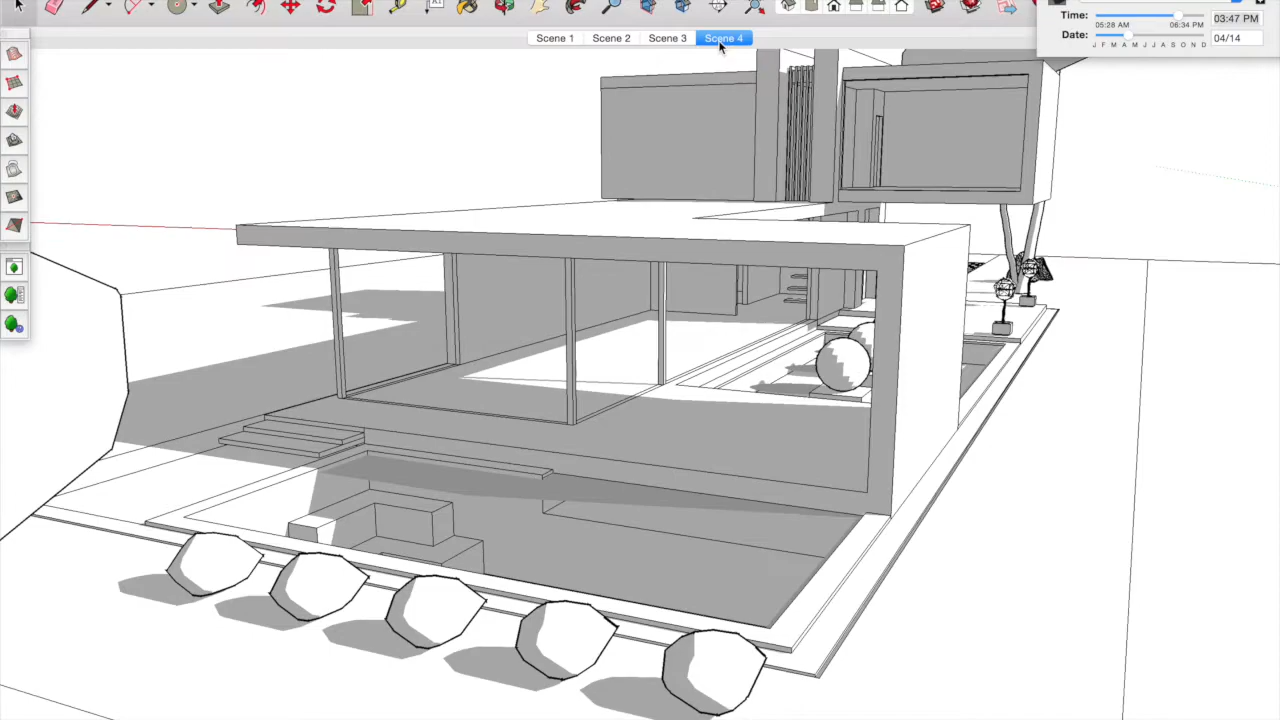 A1
Time:
05:28 AM
06:34 PM
03:47 PM
Date:
J F M A M J J A S O N D
04/14
Scene 1
Scene 2
Scene 3
Scene 4